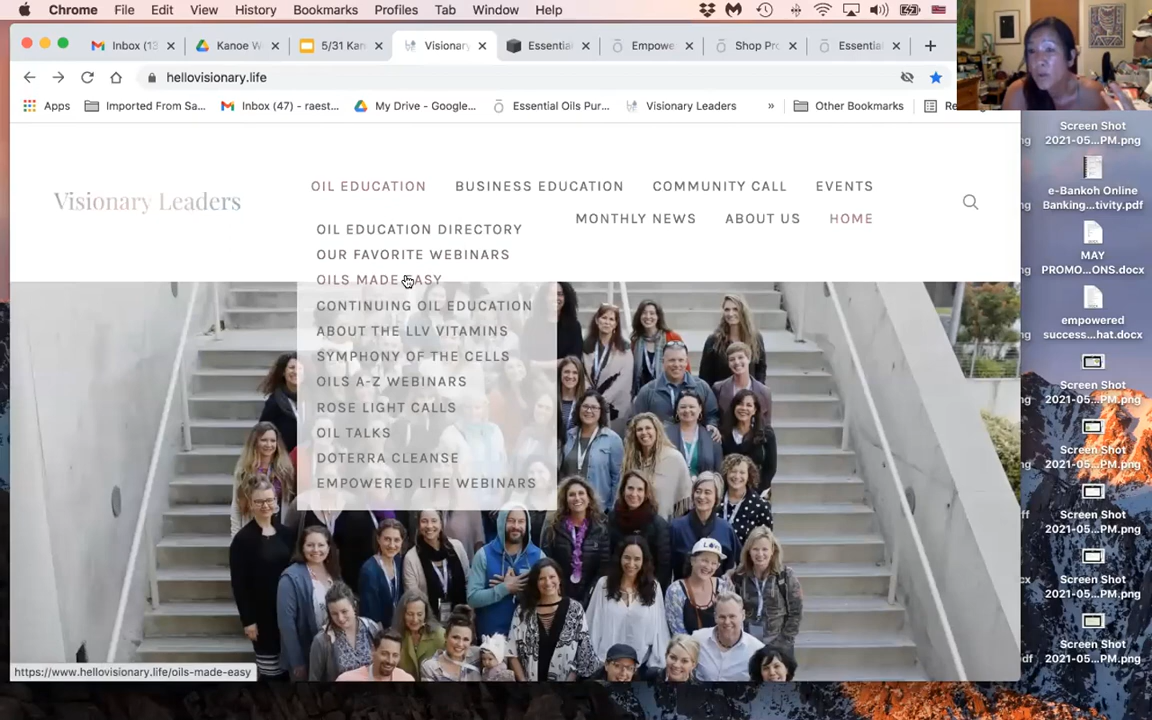 Chrome File Edit View History Bookmarks Profiles Tab Window Help
Inbox (13 Kanoe W 5/31 Kan Visionary Essentia Empowe Shop Pro Essential
hellovisionary.life
Apps Imported From Sa... Inbox (47) - raest... My Drive - Google... Essential Oils Pur... Visionary Leaders » Other Bookmarks Re
Visionary Leaders
OIL EDUCATION BUSINESS EDUCATION COMMUNITY CALL EVENTS
MONTHLY NEWS ABOUT US HOME
OIL EDUCATION DIRECTORY
OUR FAVORITE WEBINARS
OILS MADE EASY
CONTINUING OIL EDUCATION
ABOUT THE LLV VITAMINS
SYMPHONY OF THE CELLS
OILS A-Z WEBINARS
ROSE LIGHT CALLS
OIL TALKS
DOTERRA CLEANSE
EMPOWERED LIFE WEBINARS
https://www.hellovisionary.life/oils-made-easy
Screen Shot
2021-05...PM.png
e-Bankoh Online
Banking...tivity.pdf
MAY
PROMO...ONS.docx
empowered
success...hat.docx
Screen Shot
2021-05...PM.png
Screen Shot
2021-05...PM.png
Screen Shot
2021-05...PM.png
Screen Shot
2021-05...PM.png
Screen Shot
2021-05...PM.png